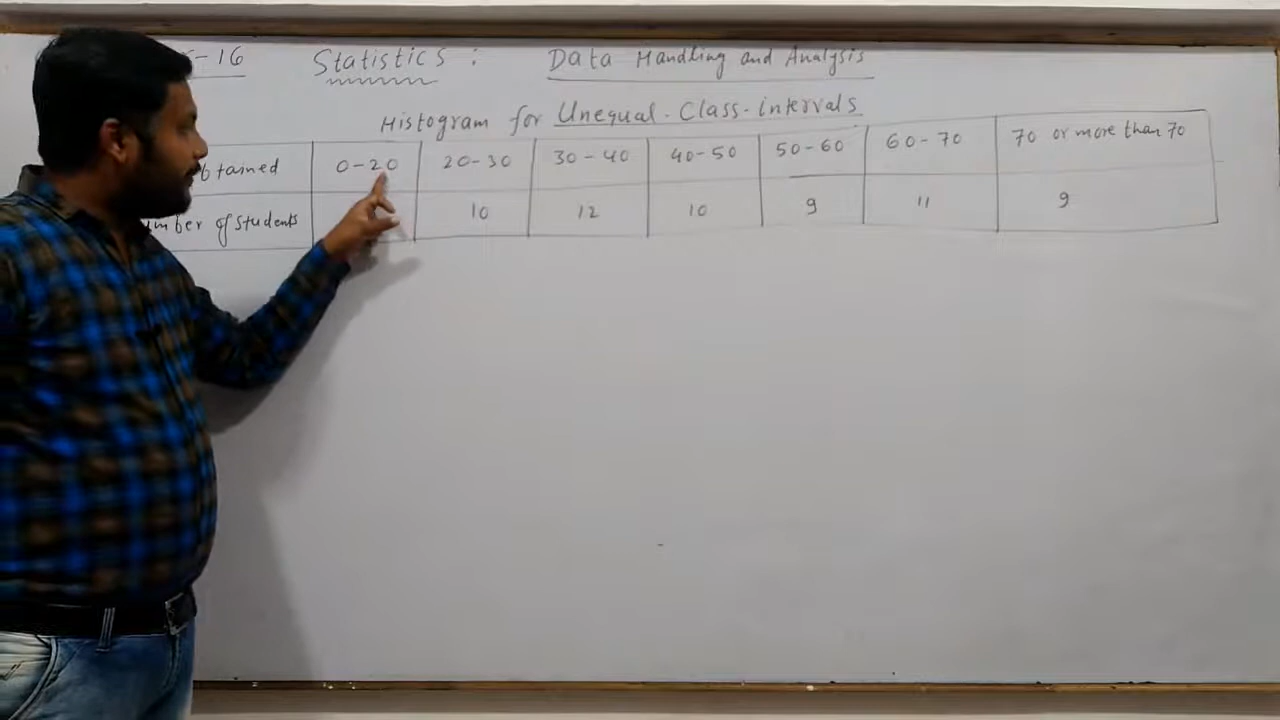 -16 Statistics : Data Handling and Analysis
Histogram for Unequal-Class-intervals
btained 0-20 20-30 30-40 40-50 50-60 60-70 70 or more than 70
mber of students 10 12 10 9 11 9